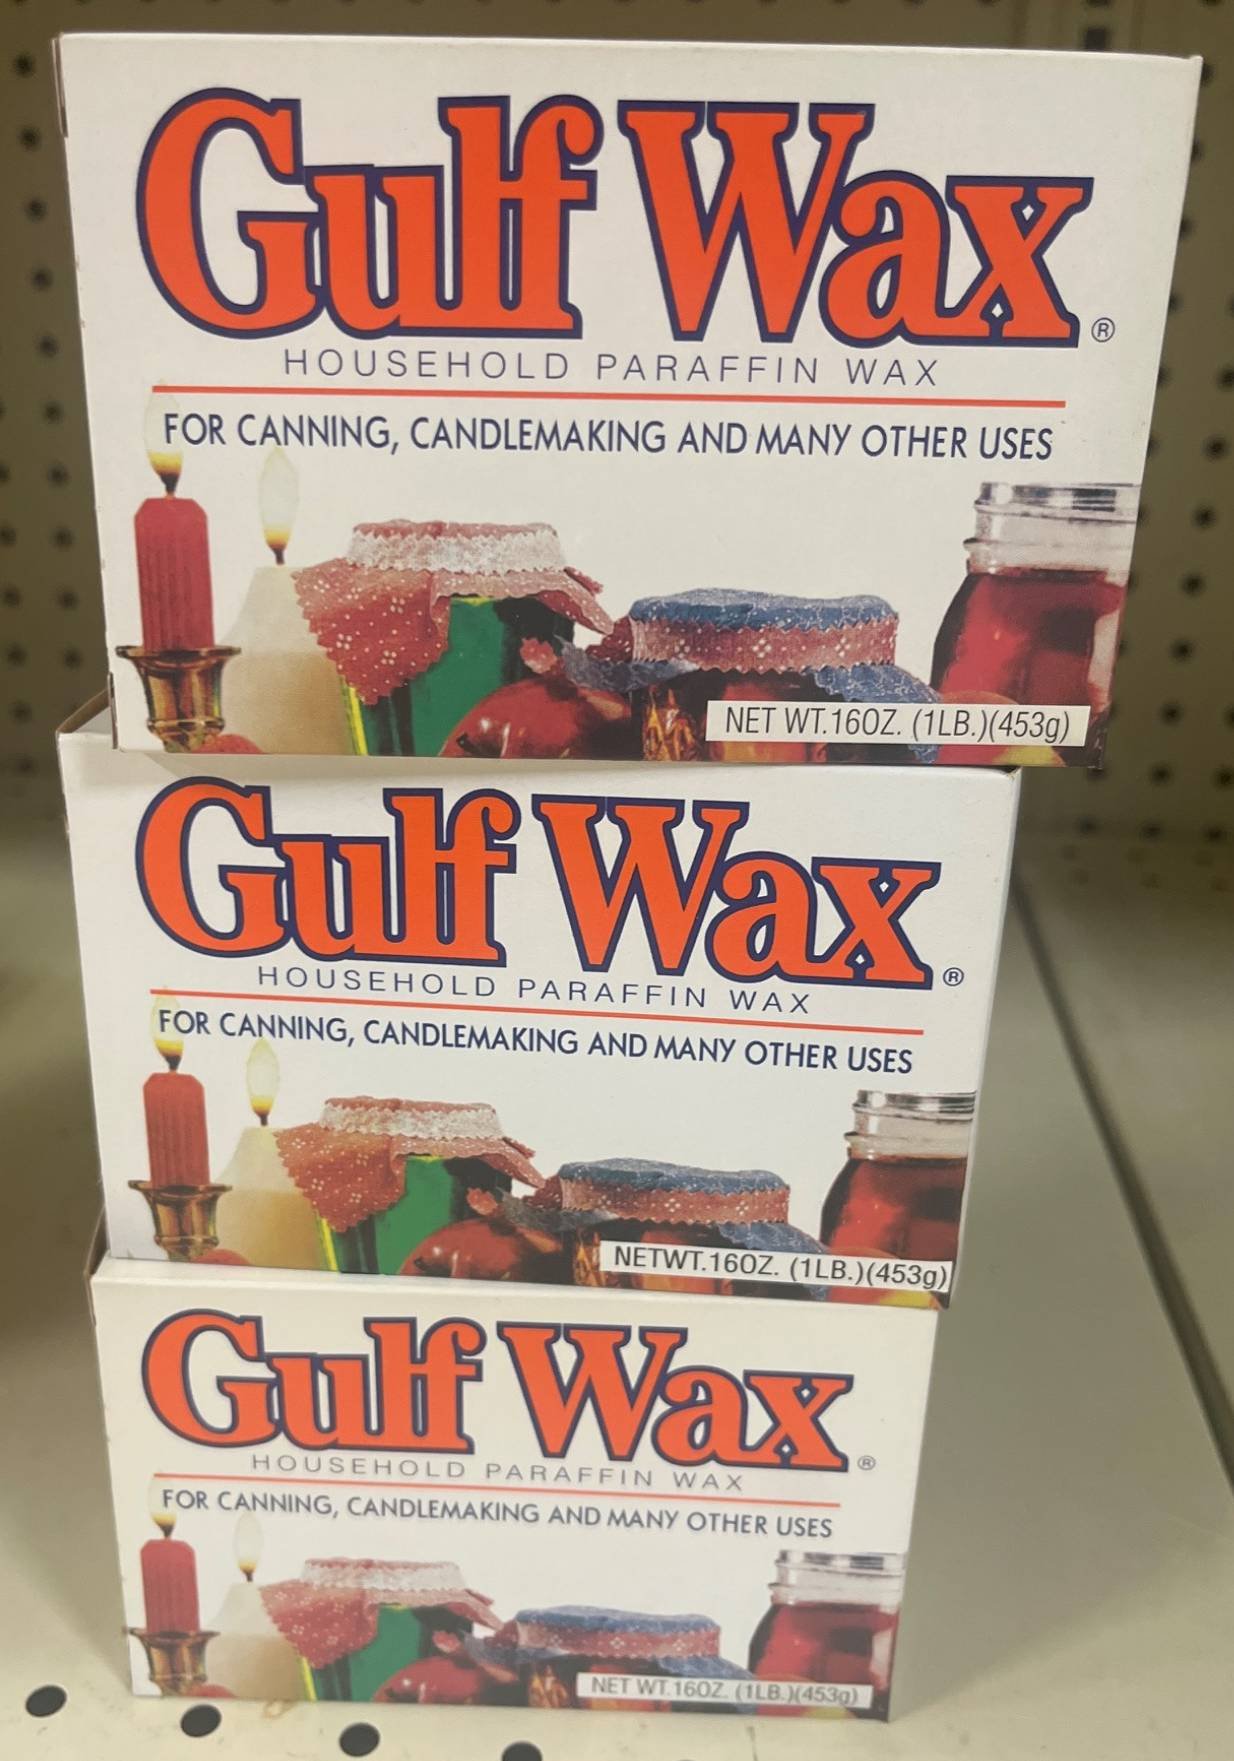 Gulf Wax®
HOUSEHOLD PARAFFIN WAX
FOR CANNING, CANDLEMAKING AND MANY OTHER USES
NET WT.16OZ. (1LB.)(453g)
Gulf Wax®
HOUSEHOLD PARAFFIN WAX
FOR CANNING, CANDLEMAKING AND MANY OTHER USES
NETWT.16OZ. (1LB.)(453g)
Gulf Wax®
HOUSEHOLD PARAFFIN WAX
FOR CANNING, CANDLEMAKING AND MANY OTHER USES
NET WT.16OZ. (1LB.)(453g)